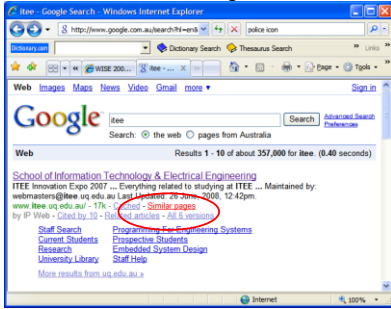 itee - Google Search - Windows Internet Explorer
http://www.google.com.au/search?hl=en& police icon
Dictionary.com Dictionary Search Thesaurus Search Links
WISE 200... itee - ... Page Tools
Web Images Maps News Video Gmail more Sign in
Google itee Search Advanced Search
Preferences
Search: the web pages from Australia
Web Results 1 - 10 of about 357,000 for itee. (0.40 seconds)
School of Information Technology & Electrical Engineering
ITEE Innovation Expo 2007 ... Everything related to studying at ITEE ... Maintained by:
webmasters@itee.uq.edu.au Last Updated: 26 June, 2008, 12:42pm.
www.itee.uq.edu.au/ - 17k - Cached - Similar pages
by IP Web - Cited by 10 - Related articles - All 6 versions
Staff Search Programming For Engineering Systems
Current Students Prospective Students
Research Embedded System Design
University Library Staff Help
More results from uq.edu.au »
Internet 100%